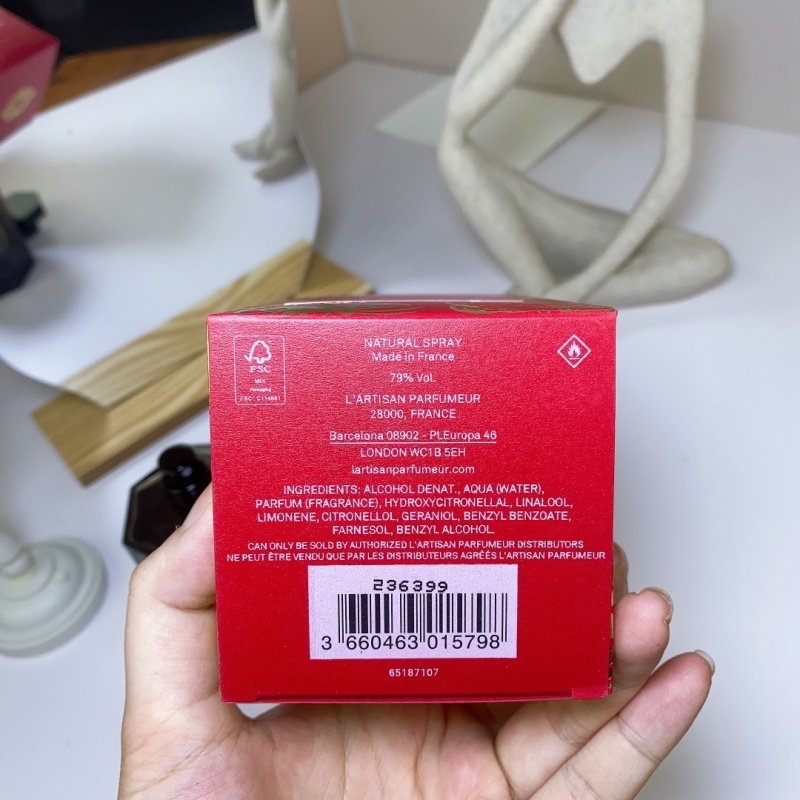 FSC
MIX
Packaging
NATURAL SPRAY
Made in France
79% Vol.
L'ARTISAN PARFUMEUR
28000, FRANCE
Barcelona 08902 - Pl.Europa 46
LONDON WC1B 5EH
lartisanparfumeur.com
INGREDIENTS: ALCOHOL DENAT., AQUA (WATER),
PARFUM (FRAGRANCE), HYDROXYCITRONELLAL, LINALOOL,
LIMONENE, CITRONELLOL, GERANIOL, BENZYL BENZOATE,
FARNESOL, BENZYL ALCOHOL
CAN ONLY BE SOLD BY AUTHORIZED L'ARTISAN PARFUMEUR DISTRIBUTORS
NE PEUT ÊTRE VENDU QUE PAR LES DISTRIBUTEURS AGRÉÉS L'ARTISAN PARFUMEUR
236399
3 660463 015798
65187107